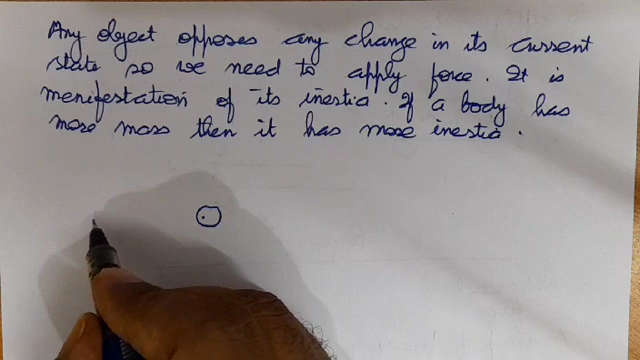 Any object opposes any change in its current
state so we need to apply force. It is
menifestation of its inertia. If a body has
more mass then it has more inertia.